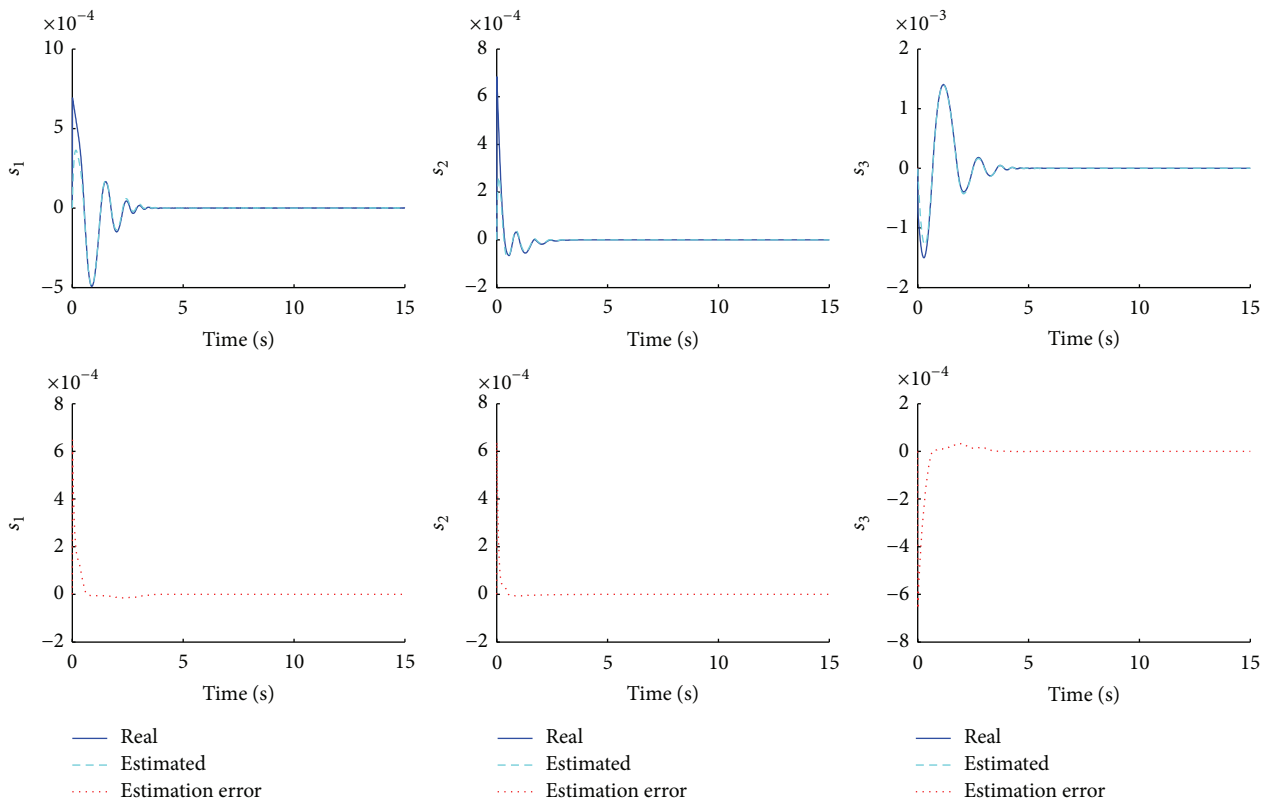 ×10⁻⁴
10
5
0
−5
s₁
0 5 10 15
Time (s)
×10⁻⁴
8
6
4
2
0
−2
s₂
0 5 10 15
Time (s)
×10⁻³
2
1
0
−1
−2
s₃
0 5 10 15
Time (s)
×10⁻⁴
8
6
4
2
0
−2
s₁
0 5 10 15
Time (s)
×10⁻⁴
8
6
4
2
0
−2
s₂
0 5 10 15
Time (s)
×10⁻⁴
2
0
−2
−4
−6
−8
s₃
0 5 10 15
Time (s)
Real
Estimated
Estimation error
Real
Estimated
Estimation error
Real
Estimated
Estimation error